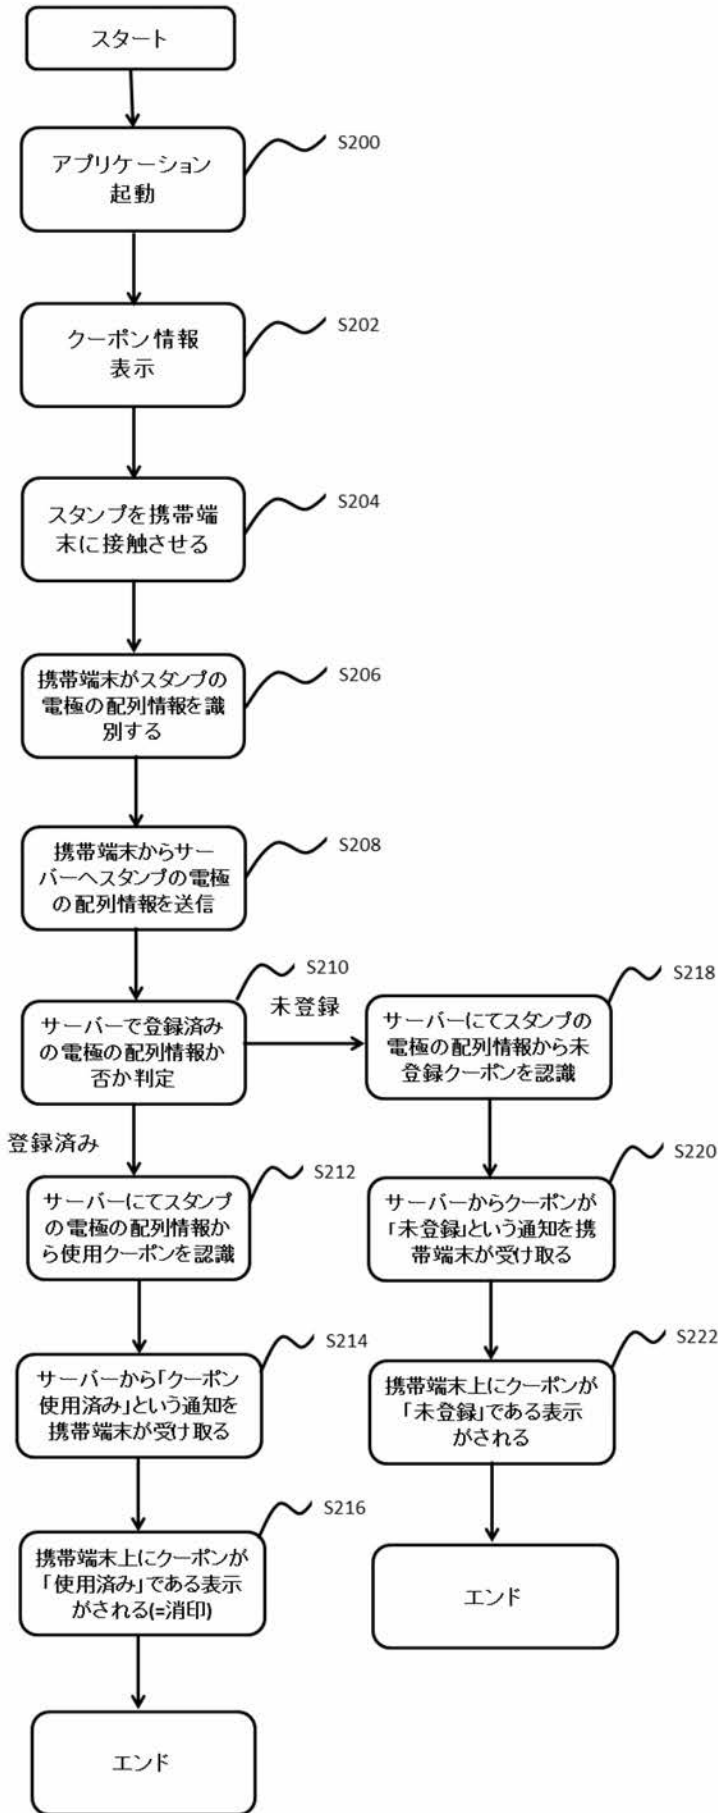 スタート
アプリケーション
起動
S200
クーポン情報
表示
S202
スタンプを携帯端
末に接触させる
S204
携帯端末がスタンプの
電極の配列情報を識
別する
S206
携帯端末からサー
バーへスタンプの電極
の配列情報を送信
S208
サーバーで登録済み
の電極の配列情報か
否か判定
S210
未登録
登録済み
サーバーにてスタンプ
の電極の配列情報か
ら使用クーポンを認識
S212
サーバーから「クーポン
使用済み」という通知を
携帯端末が受け取る
S214
携帯端末上にクーポンが
「使用済み」である表示
がされる(=消印)
S216
エンド
サーバーにてスタンプの
電極の配列情報から未
登録クーポンを認識
S218
サーバーからクーポンが
「未登録」という通知を携
帯端末が受け取る
S220
携帯端末上にクーポンが
「未登録」である表示
がされる
S222
エンド